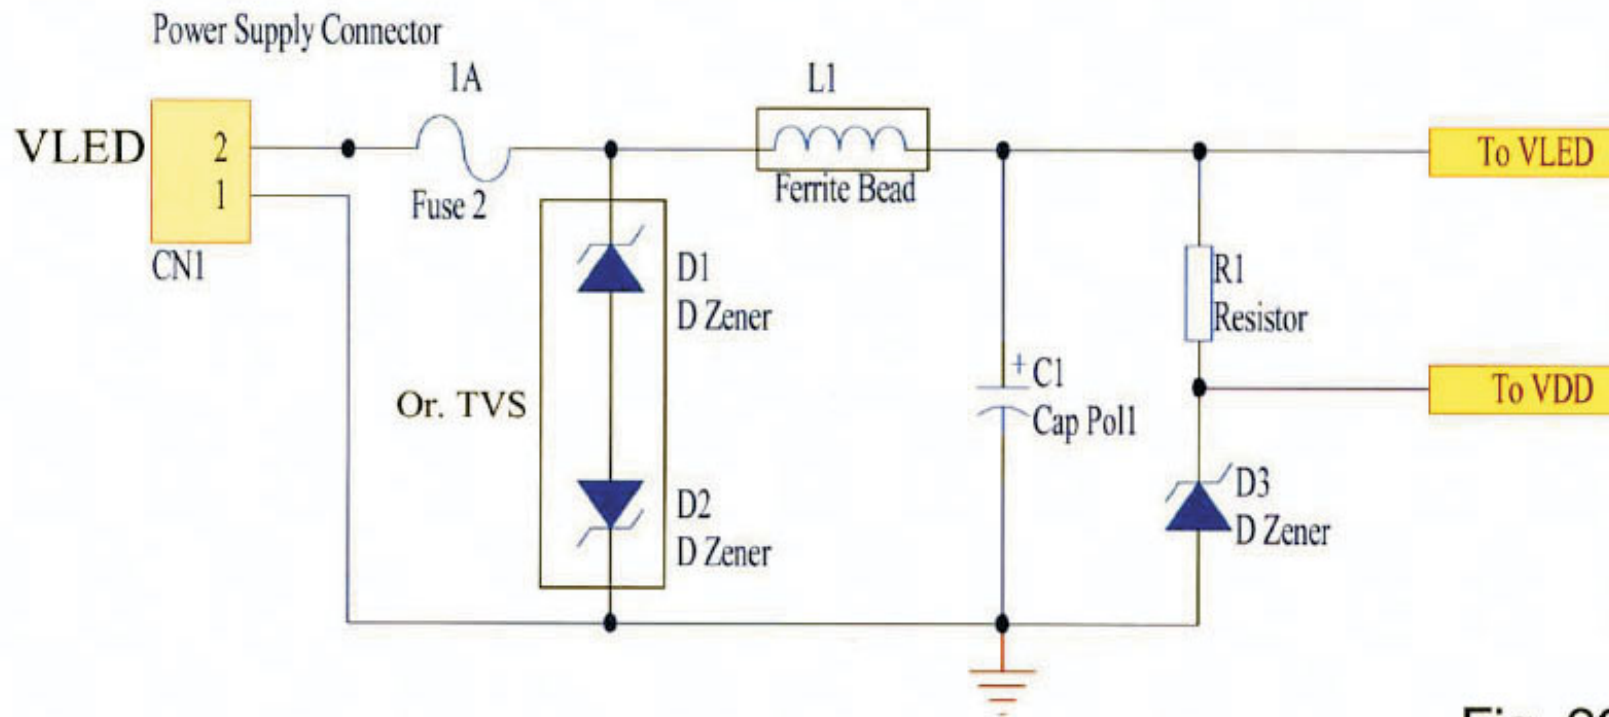 Power Supply Connector
1A
L1
VLED
2
1
To VLED
Fuse 2
Ferrite Bead
CN1
D1
D Zener
R1
Resistor
Or. TVS
+
C1
Cap Pol1
To VDD
D2
D Zener
D3
D Zener